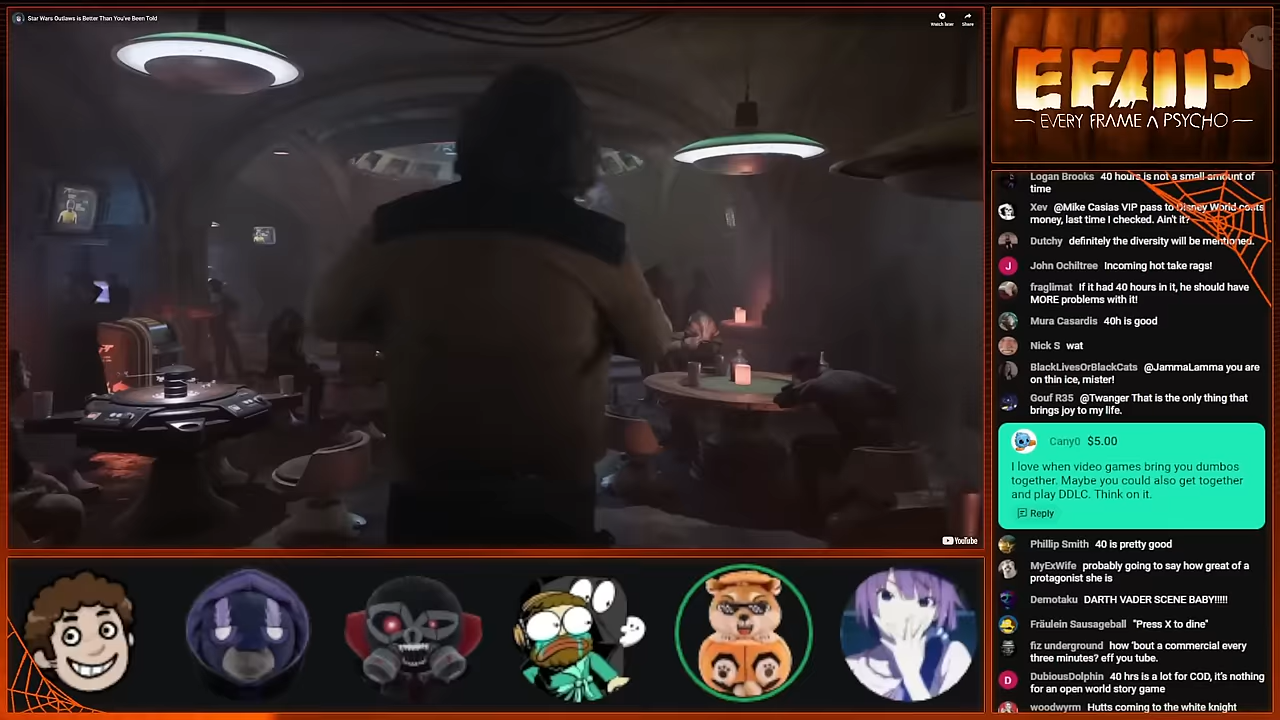 Star Wars Outlaws is Better Than You've Been Told
Watch later
Share
YouTube
EFAP
EVERY FRAME A PSYCHO
Logan Brooks 40 hours is not a small amount of
time
Xev @Mike Casias VIP pass to Disney World costs
money, last time I checked. Ain't it?
Dutchy definitely the diversity will be mentioned.
J
John Ochiltree Incoming hot take rags!
fraglimat If it had 40 hours in it, he should have
MORE problems with it!
Mura Casardis 40h is good
Nick S wat
BlackLivesOrBlackCats @JammaLamma you are
on thin ice, mister!
Gouf R35 @Twanger That is the only thing that
brings joy to my life.
Cany0 $5.00
I love when video games bring you dumbos
together. Maybe you could also get together
and play DDLC. Think on it.
Reply
Phillip Smith 40 is pretty good
MyExWife probably going to say how great of a
protagonist she is
Demotaku DARTH VADER SCENE BABY!!!!!
Fräulein Sausageball "Press X to dine"
fiz underground how 'bout a commercial every
three minutes? eff you tube.
D
DubiousDolphin 40 hrs is a lot for COD, it's nothing
for an open world story game
woodwyrm Hutts coming to the white knight